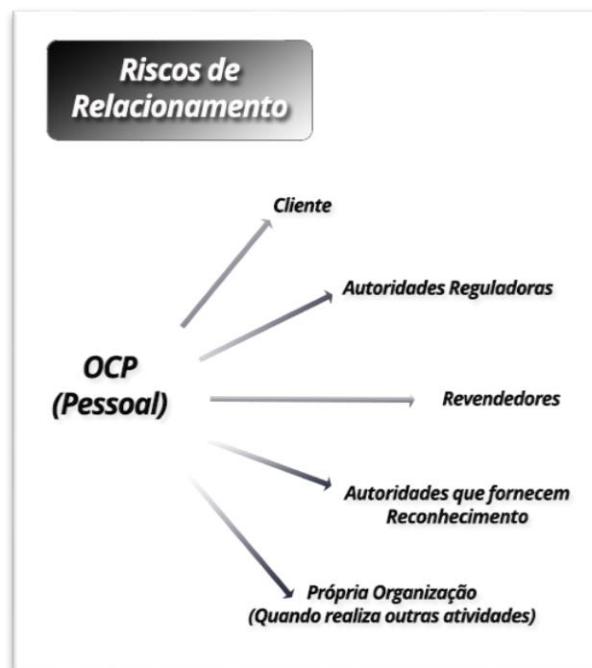 Riscos de
Relacionamento
Cliente
Autoridades Reguladoras
OCP
(Pessoal)
Revendedores
Autoridades que fornecem
Reconhecimento
Própria Organização
(Quando realiza outras atividades)